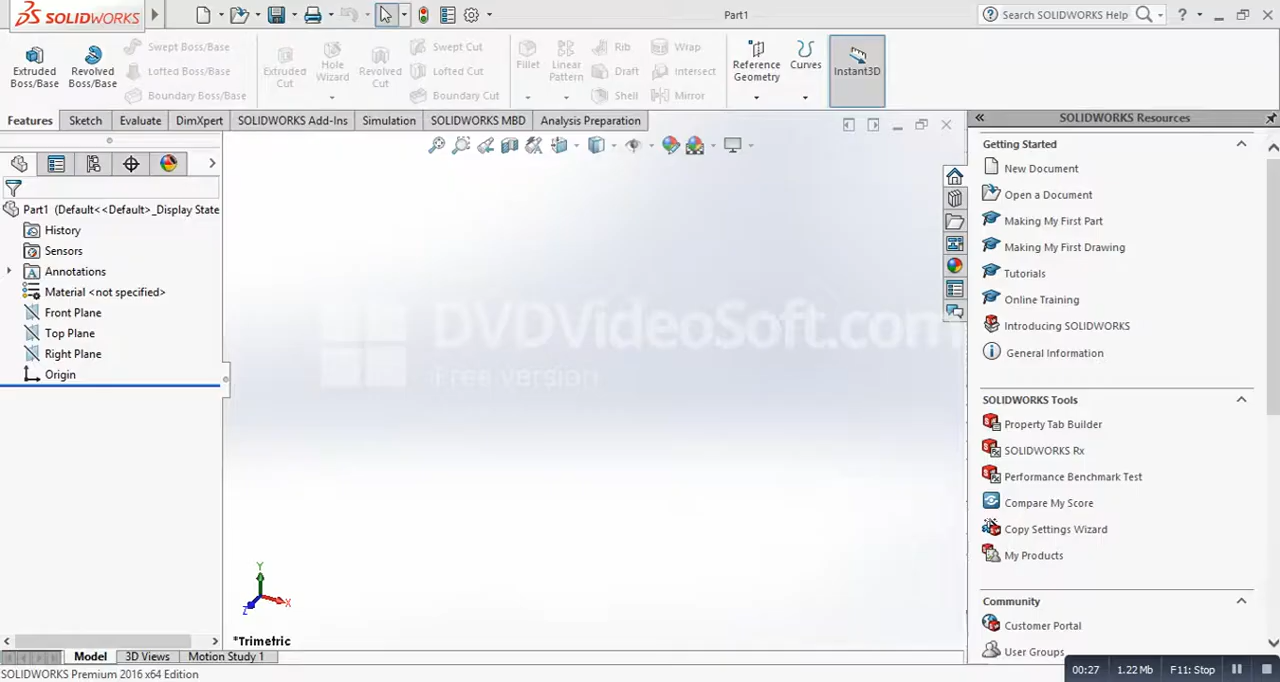 SOLIDWORKS
Part1
Search SOLIDWORKS Help
?
Extruded Boss/Base
Revolved Boss/Base
Swept Boss/Base
Lofted Boss/Base
Boundary Boss/Base
Extruded Cut
Hole Wizard
Revolved Cut
Swept Cut
Lofted Cut
Boundary Cut
Fillet
Linear Pattern
Rib
Draft
Shell
Wrap
Intersect
Mirror
Reference Geometry
Curves
Instant3D
Features
Sketch
Evaluate
DimXpert
SOLIDWORKS Add-Ins
Simulation
SOLIDWORKS MBD
Analysis Preparation
Part1 (Default<<Default>_Display State
History
Sensors
Annotations
Material <not specified>
Front Plane
Top Plane
Right Plane
Origin
DVDVideoSoft.com
Free version
Y
X
Z
*Trimetric
SOLIDWORKS Resources
Getting Started
New Document
Open a Document
Making My First Part
Making My First Drawing
Tutorials
Online Training
Introducing SOLIDWORKS
General Information
SOLIDWORKS Tools
Property Tab Builder
SOLIDWORKS Rx
Performance Benchmark Test
Compare My Score
Copy Settings Wizard
My Products
Community
Customer Portal
User Groups
Model
3D Views
Motion Study 1
SOLIDWORKS Premium 2016 x64 Edition
00:27
1.22 Mb
F11: Stop